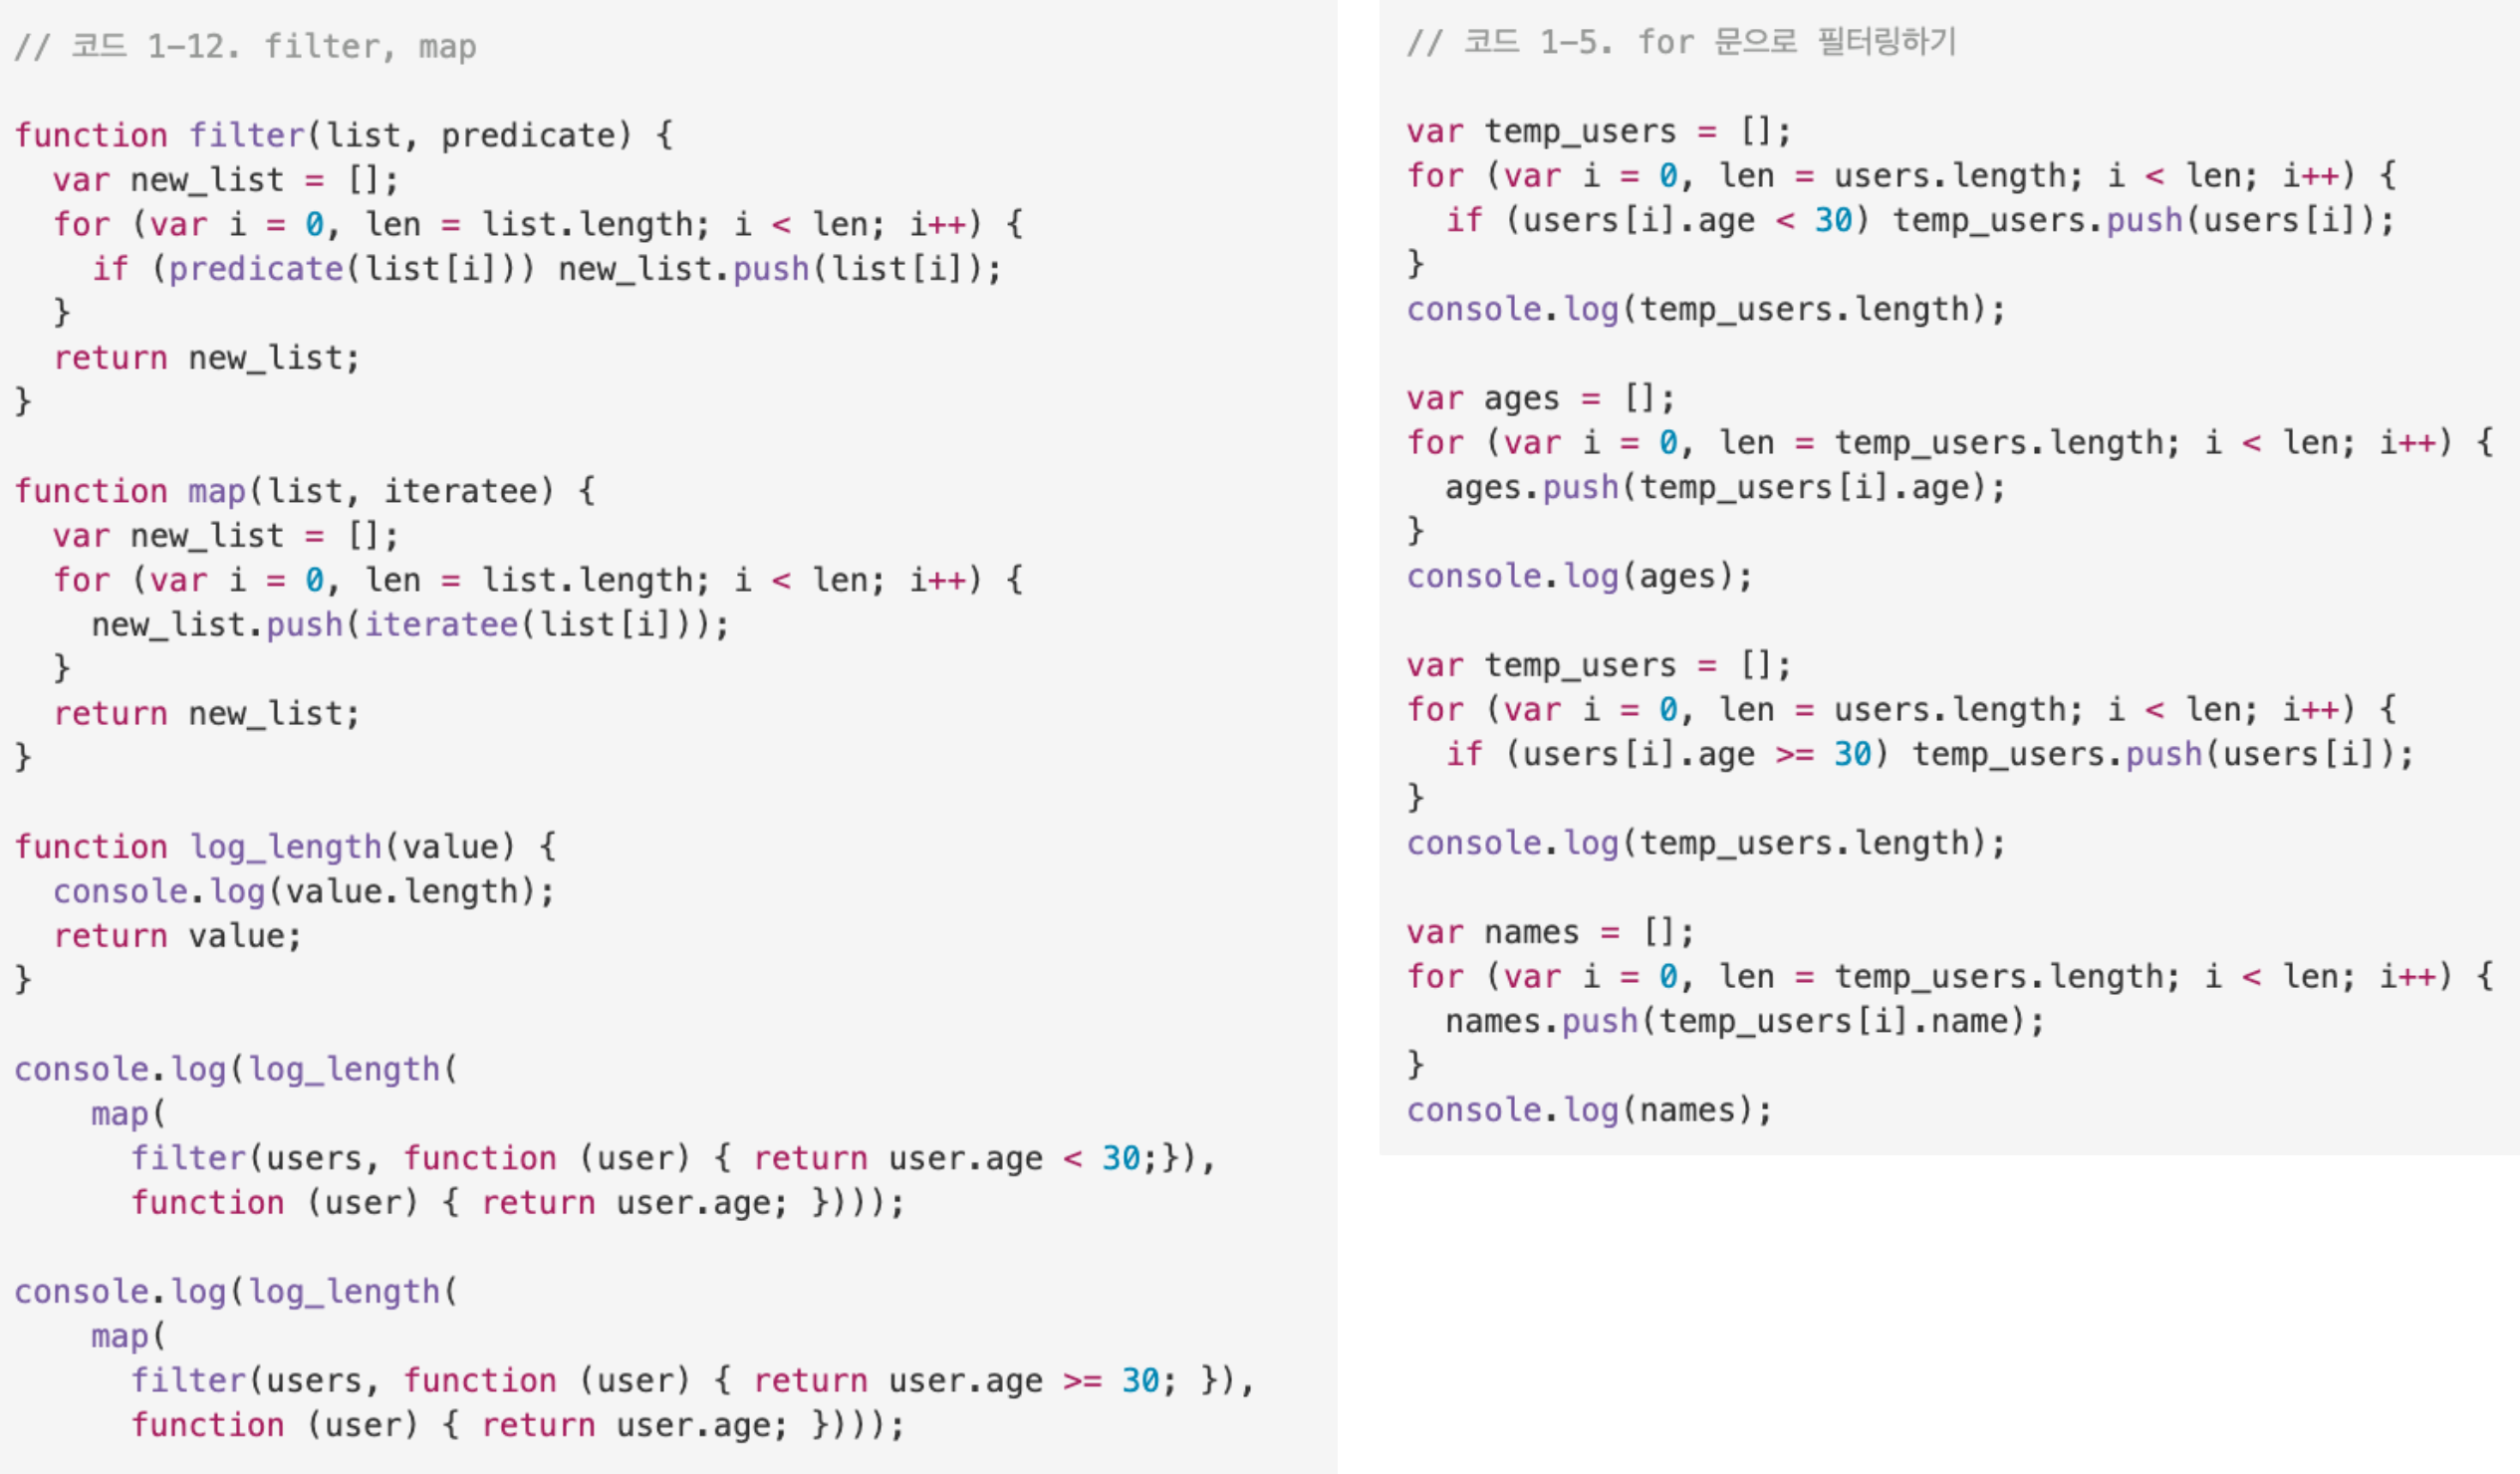 // 코드 1-12. filter, map
function filter(list, predicate) {
  var new_list = [];
  for (var i = 0, len = list.length; i < len; i++) {
    if (predicate(list[i])) new_list.push(list[i]);
  }
  return new_list;
}
function map(list, iteratee) {
  var new_list = [];
  for (var i = 0, len = list.length; i < len; i++) {
    new_list.push(iteratee(list[i]));
  }
  return new_list;
}
function log_length(value) {
  console.log(value.length);
  return value;
}
console.log(log_length(
    map(
      filter(users, function (user) { return user.age < 30;}),
      function (user) { return user.age; })));
console.log(log_length(
    map(
      filter(users, function (user) { return user.age >= 30; }),
      function (user) { return user.age; })));
// 코드 1-5. for 문으로 필터링하기
var temp_users = [];
for (var i = 0, len = users.length; i < len; i++) {
  if (users[i].age < 30) temp_users.push(users[i]);
}
console.log(temp_users.length);
var ages = [];
for (var i = 0, len = temp_users.length; i < len; i++) {
  ages.push(temp_users[i].age);
}
console.log(ages);
var temp_users = [];
for (var i = 0, len = users.length; i < len; i++) {
  if (users[i].age >= 30) temp_users.push(users[i]);
}
console.log(temp_users.length);
var names = [];
for (var i = 0, len = temp_users.length; i < len; i++) {
  names.push(temp_users[i].name);
}
console.log(names);